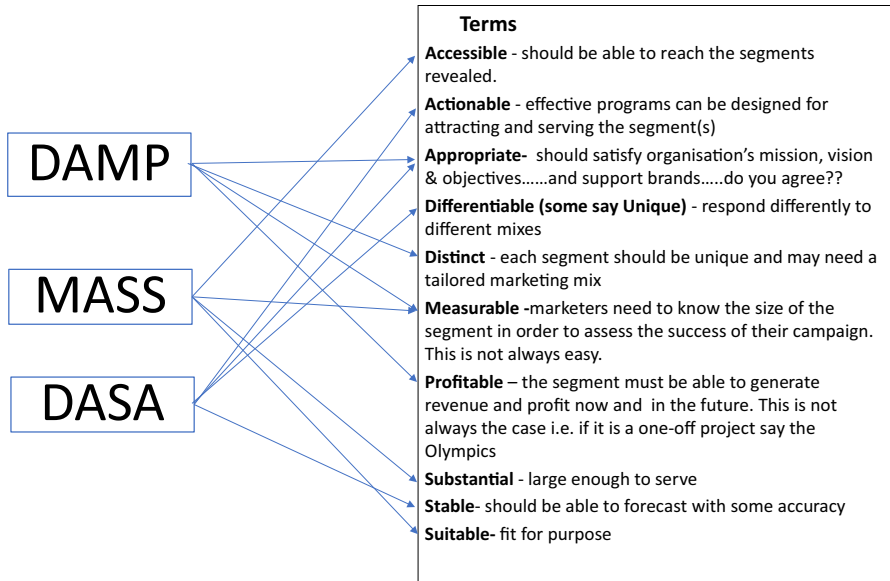 Terms
Accessible - should be able to reach the segments
revealed.
Actionable - effective programs can be designed for
attracting and serving the segment(s)
Appropriate-  should satisfy organisation’s mission, vision
& objectives……and support brands…..do you agree??
Differentiable (some say Unique) - respond differently to
different mixes
Distinct - each segment should be unique and may need a
tailored marketing mix
Measurable -marketers need to know the size of the
segment in order to assess the success of their campaign.
This is not always easy.
Profitable – the segment must be able to generate
revenue and profit now and  in the future. This is not
always the case i.e. if it is a one-off project say the
Olympics
Substantial - large enough to serve
Stable- should be able to forecast with some accuracy
Suitable- fit for purpose
DAMP
MASS
DASA